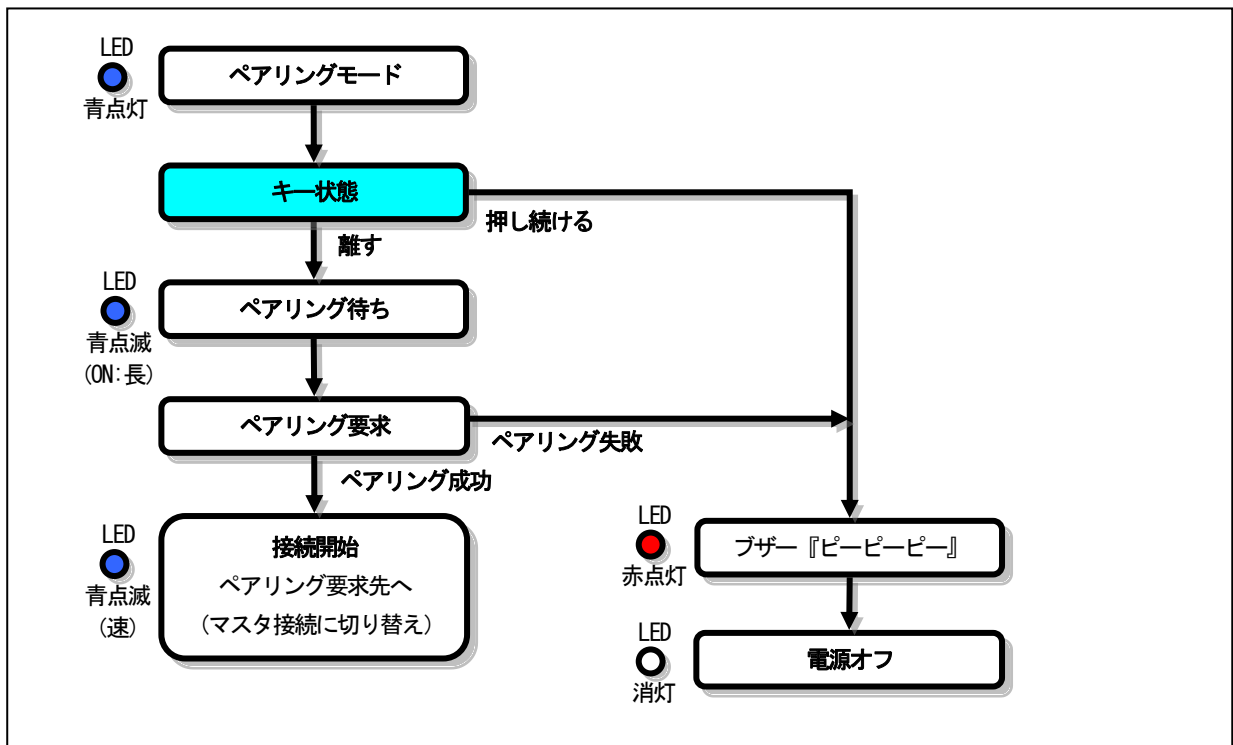 LED
ペアリングモード
青点灯
キー状態
押し続ける
離す
LED
ペアリング待ち
青点滅
(ON:長)
ペアリング要求
ペアリング失敗
ペアリング成功
LED
接続開始
青点滅
ペアリング要求先へ
(速)
(マスタ接続に切り替え)
LED
ブザー『ピーピーピー』
赤点灯
LED
電源オフ
消灯